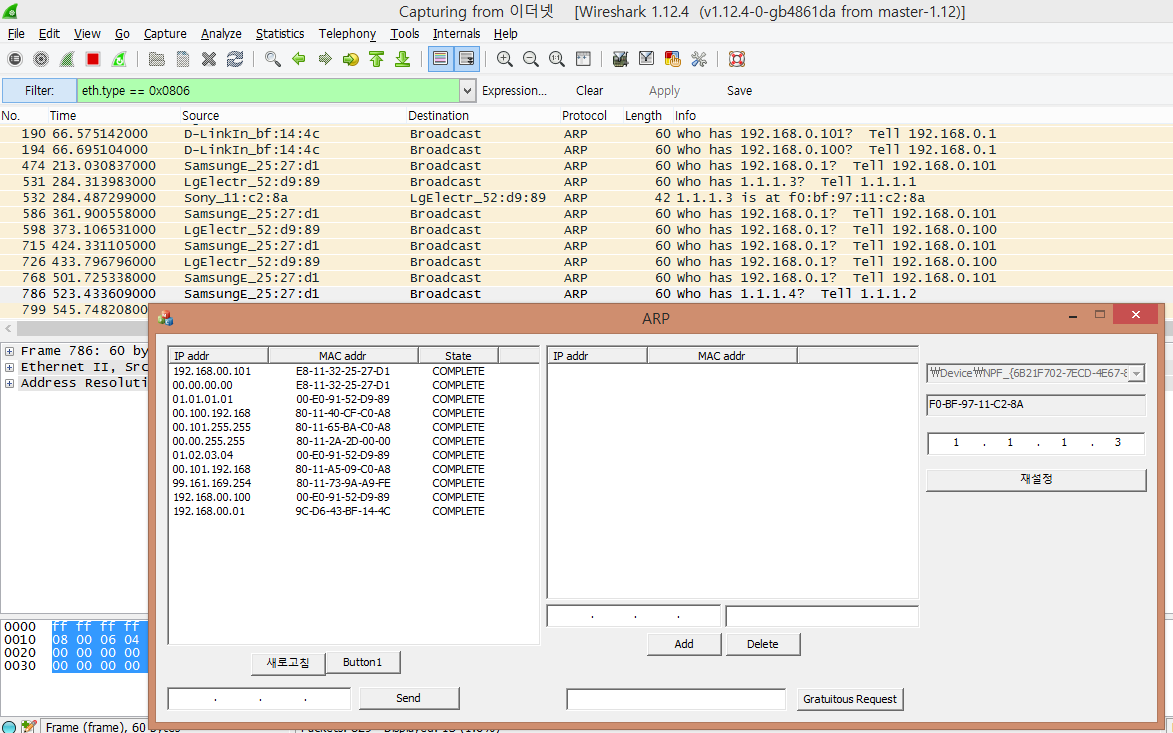 Capturing from 이더넷 [Wireshark 1.12.4 (v1.12.4-0-gb4861da from master-1.12)]
File Edit View Go Capture Analyze Statistics Telephony Tools Internals Help
Filter: eth.type == 0x0806 Expression... Clear Apply Save
No. Time Source Destination Protocol Length Info
190 66.575142000 D-LinkIn_bf:14:4c Broadcast ARP 60 Who has 192.168.0.101? Tell 192.168.0.1
194 66.695104000 D-LinkIn_bf:14:4c Broadcast ARP 60 Who has 192.168.0.100? Tell 192.168.0.1
474 213.030837000 SamsungE_25:27:d1 Broadcast ARP 60 Who has 192.168.0.1? Tell 192.168.0.101
531 284.313983000 LgElectr_52:d9:89 Broadcast ARP 60 Who has 1.1.1.3? Tell 1.1.1.1
532 284.487299000 Sony_11:c2:8a LgElectr_52:d9:89 ARP 42 1.1.1.3 is at f0:bf:97:11:c2:8a
586 361.900558000 SamsungE_25:27:d1 Broadcast ARP 60 Who has 192.168.0.1? Tell 192.168.0.101
598 373.106531000 LgElectr_52:d9:89 Broadcast ARP 60 Who has 192.168.0.1? Tell 192.168.0.100
715 424.331105000 SamsungE_25:27:d1 Broadcast ARP 60 Who has 192.168.0.1? Tell 192.168.0.101
726 433.796796000 LgElectr_52:d9:89 Broadcast ARP 60 Who has 192.168.0.1? Tell 192.168.0.100
768 501.725338000 SamsungE_25:27:d1 Broadcast ARP 60 Who has 192.168.0.1? Tell 192.168.0.101
786 523.433609000 SamsungE_25:27:d1 Broadcast ARP 60 Who has 1.1.1.4? Tell 1.1.1.2
799 545.74820800
Frame 786: 60 by
Ethernet II, Src
Address Resoluti
0000 ff ff ff ff
0010 08 00 06 04
0020 00 00 00 00
0030 00 00 00 00
Frame (frame), 60
ARP
IP addr MAC addr State
192.168.00.101 E8-11-32-25-27-D1 COMPLETE
00.00.00.00 E8-11-32-25-27-D1 COMPLETE
01.01.01.01 00-E0-91-52-D9-89 COMPLETE
00.100.192.168 80-11-40-CF-C0-A8 COMPLETE
00.101.255.255 80-11-65-BA-C0-A8 COMPLETE
00.00.255.255 80-11-2A-2D-00-00 COMPLETE
01.02.03.04 00-E0-91-52-D9-89 COMPLETE
00.101.192.168 80-11-A5-09-C0-A8 COMPLETE
99.161.169.254 80-11-73-9A-A9-FE COMPLETE
192.168.00.100 00-E0-91-52-D9-89 COMPLETE
192.168.00.01 9C-D6-43-BF-14-4C COMPLETE
새로고침 Button1
. . . Send
IP addr MAC addr
. . .
Add Delete
Gratuitous Request
₩Device₩NPF_{6B21F702-7ECD-4E67-8
F0-BF-97-11-C2-8A
1 . 1 . 1 . 3
재설정